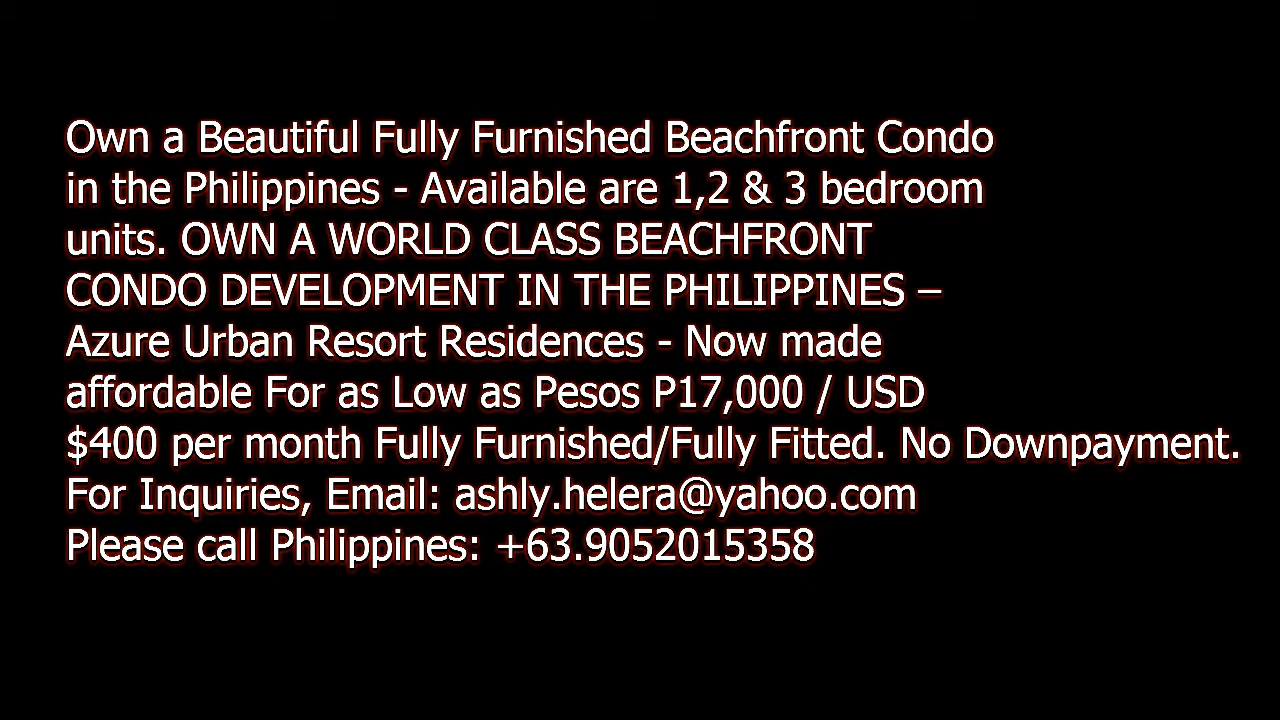 Own a Beautiful Fully Furnished Beachfront Condo
in the Philippines - Available are 1,2 & 3 bedroom
units. OWN A WORLD CLASS BEACHFRONT
CONDO DEVELOPMENT IN THE PHILIPPINES –
Azure Urban Resort Residences - Now made
affordable For as Low as Pesos P17,000 / USD
$400 per month Fully Furnished/Fully Fitted. No Downpayment.
For Inquiries, Email: ashly.helera@yahoo.com
Please call Philippines: +63.9052015358